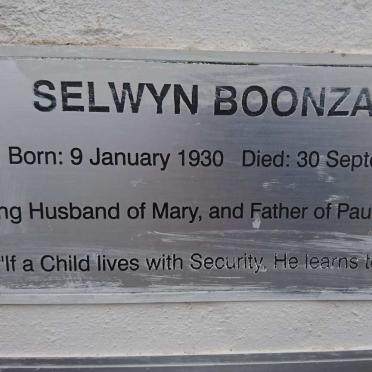 SELWYN BOONZA
Born: 9 January 1930 Died: 30 Septe
ng Husband of Mary, and Father of Pau
"If a Child lives with Security, He learns t